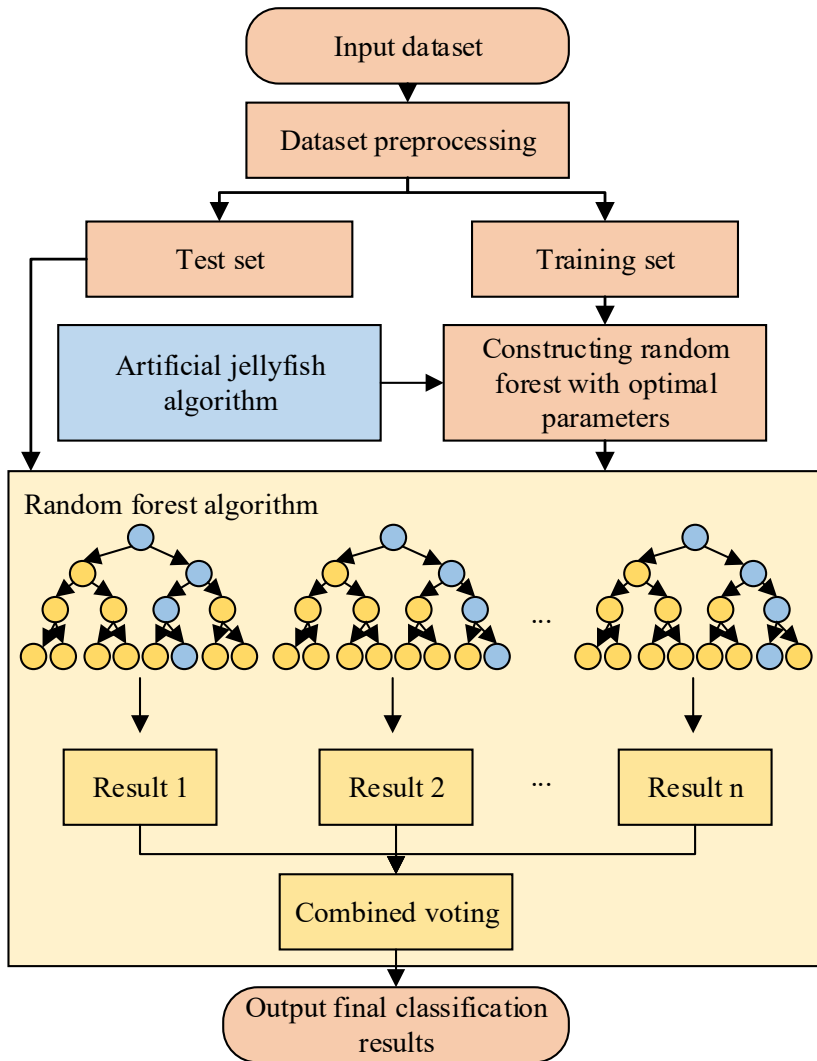 Input dataset
Dataset preprocessing
Test set
Training set
Artificial jellyfish
algorithm
Constructing random
forest with optimal
parameters
Random forest algorithm
...
Result 1
Result 2
...
Result n
Combined voting
Output final classification
results